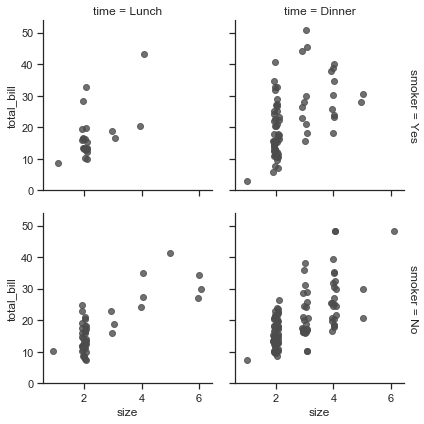 time = Lunch
time = Dinner
50
40
30
20
10
0
total_bill
smoker = Yes
50
40
30
20
10
0
total_bill
smoker = No
2
4
6
2
4
6
size
size